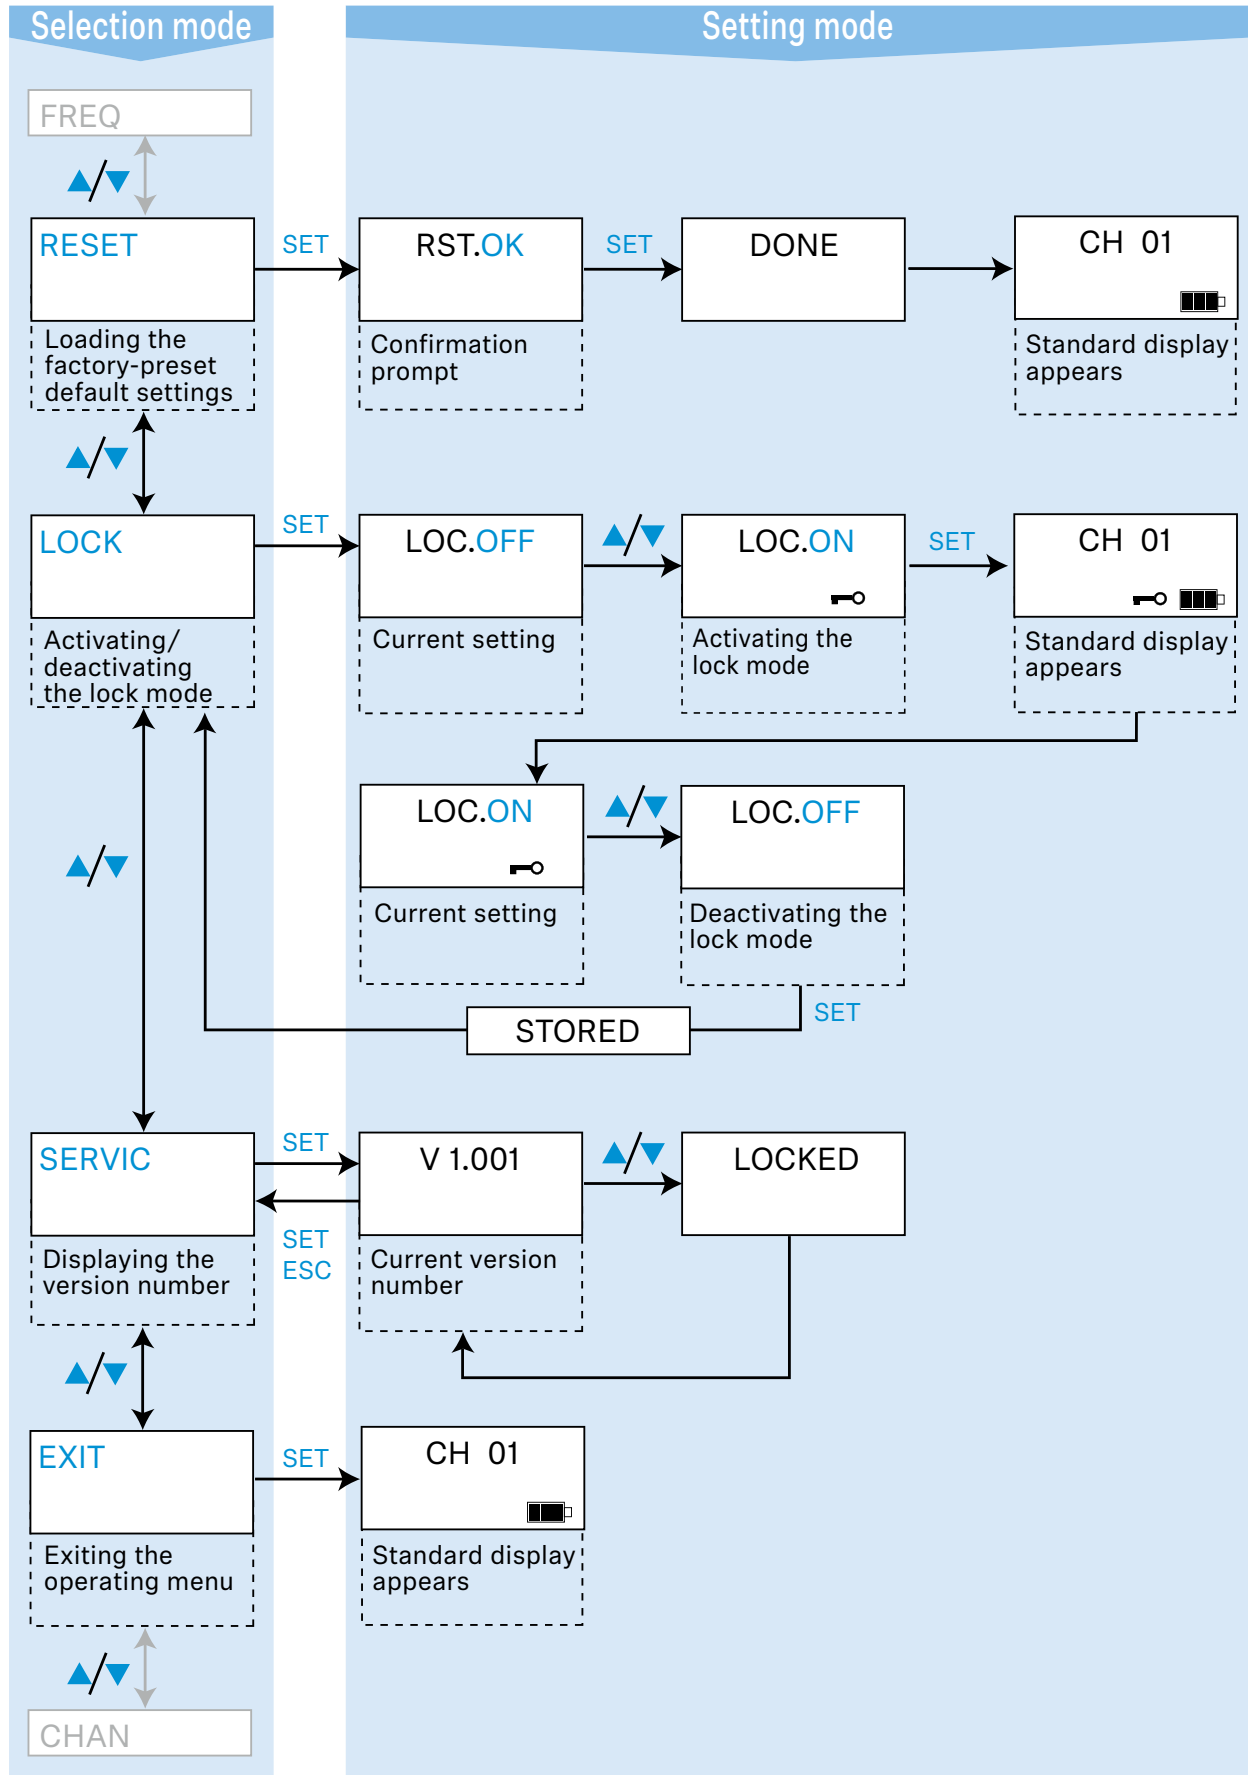 Selection mode
Setting mode
FREQ
RESET
SET
RST.OK
SET
DONE
CH 01
Loading the
factory-preset
default settings
Confirmation
prompt
Standard display
appears
LOCK
SET
LOC.OFF
LOC.ON
SET
CH 01
Activating/
deactivating
the lock mode
Current setting
Activating the
lock mode
Standard display
appears
LOC.ON
LOC.OFF
Current setting
Deactivating the
lock mode
SET
STORED
SERVIC
SET
V 1.001
LOCKED
SET
ESC
Displaying the
version number
Current version
number
EXIT
SET
CH 01
Exiting the
operating menu
Standard display
appears
CHAN